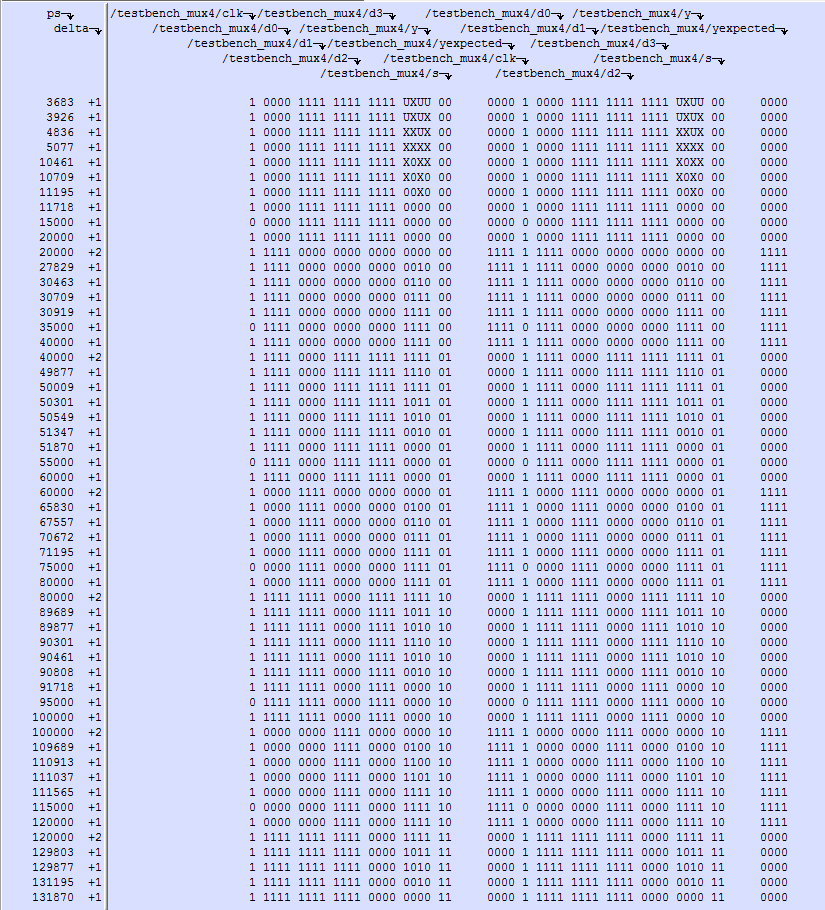 ps /testbench_mux4/clk /testbench_mux4/d3 /testbench_mux4/d0 /testbench_mux4/y
delta /testbench_mux4/d0 /testbench_mux4/y /testbench_mux4/d1 /testbench_mux4/yexpected
/testbench_mux4/d1 /testbench_mux4/yexpected /testbench_mux4/d3
/testbench_mux4/d2 /testbench_mux4/clk /testbench_mux4/s
/testbench_mux4/s /testbench_mux4/d2
3683 +1 1 0000 1111 1111 1111 UXUU 00 0000 1 0000 1111 1111 1111 UXUU 00 0000
3926 +1 1 0000 1111 1111 1111 UXUX 00 0000 1 0000 1111 1111 1111 UXUX 00 0000
4836 +1 1 0000 1111 1111 1111 XXUX 00 0000 1 0000 1111 1111 1111 XXUX 00 0000
5077 +1 1 0000 1111 1111 1111 XXXX 00 0000 1 0000 1111 1111 1111 XXXX 00 0000
10461 +1 1 0000 1111 1111 1111 X0XX 00 0000 1 0000 1111 1111 1111 X0XX 00 0000
10709 +1 1 0000 1111 1111 1111 X0X0 00 0000 1 0000 1111 1111 1111 X0X0 00 0000
11195 +1 1 0000 1111 1111 1111 00X0 00 0000 1 0000 1111 1111 1111 00X0 00 0000
11718 +1 1 0000 1111 1111 1111 0000 00 0000 1 0000 1111 1111 1111 0000 00 0000
15000 +1 0 0000 1111 1111 1111 0000 00 0000 0 0000 1111 1111 1111 0000 00 0000
20000 +1 1 0000 1111 1111 1111 0000 00 0000 1 0000 1111 1111 1111 0000 00 0000
20000 +2 1 1111 0000 0000 0000 0000 00 1111 1 1111 0000 0000 0000 0000 00 1111
27829 +1 1 1111 0000 0000 0000 0010 00 1111 1 1111 0000 0000 0000 0010 00 1111
30463 +1 1 1111 0000 0000 0000 0110 00 1111 1 1111 0000 0000 0000 0110 00 1111
30709 +1 1 1111 0000 0000 0000 0111 00 1111 1 1111 0000 0000 0000 0111 00 1111
30919 +1 1 1111 0000 0000 0000 1111 00 1111 1 1111 0000 0000 0000 1111 00 1111
35000 +1 0 1111 0000 0000 0000 1111 00 1111 0 1111 0000 0000 0000 1111 00 1111
40000 +1 1 1111 0000 0000 0000 1111 00 1111 1 1111 0000 0000 0000 1111 00 1111
40000 +2 1 1111 0000 1111 1111 1111 01 0000 1 1111 0000 1111 1111 1111 01 0000
49877 +1 1 1111 0000 1111 1111 1110 01 0000 1 1111 0000 1111 1111 1110 01 0000
50009 +1 1 1111 0000 1111 1111 1111 01 0000 1 1111 0000 1111 1111 1111 01 0000
50301 +1 1 1111 0000 1111 1111 1011 01 0000 1 1111 0000 1111 1111 1011 01 0000
50549 +1 1 1111 0000 1111 1111 1010 01 0000 1 1111 0000 1111 1111 1010 01 0000
51347 +1 1 1111 0000 1111 1111 0010 01 0000 1 1111 0000 1111 1111 0010 01 0000
51870 +1 1 1111 0000 1111 1111 0000 01 0000 1 1111 0000 1111 1111 0000 01 0000
55000 +1 0 1111 0000 1111 1111 0000 01 0000 0 1111 0000 1111 1111 0000 01 0000
60000 +1 1 1111 0000 1111 1111 0000 01 0000 1 1111 0000 1111 1111 0000 01 0000
60000 +2 1 0000 1111 0000 0000 0000 01 1111 1 0000 1111 0000 0000 0000 01 1111
65830 +1 1 0000 1111 0000 0000 0100 01 1111 1 0000 1111 0000 0000 0100 01 1111
67557 +1 1 0000 1111 0000 0000 0110 01 1111 1 0000 1111 0000 0000 0110 01 1111
70672 +1 1 0000 1111 0000 0000 0111 01 1111 1 0000 1111 0000 0000 0111 01 1111
71195 +1 1 0000 1111 0000 0000 1111 01 1111 1 0000 1111 0000 0000 1111 01 1111
75000 +1 0 0000 1111 0000 0000 1111 01 1111 0 0000 1111 0000 0000 1111 01 1111
80000 +1 1 0000 1111 0000 0000 1111 01 1111 1 0000 1111 0000 0000 1111 01 1111
80000 +2 1 1111 1111 0000 1111 1111 10 0000 1 1111 1111 0000 1111 1111 10 0000
89689 +1 1 1111 1111 0000 1111 1011 10 0000 1 1111 1111 0000 1111 1011 10 0000
89877 +1 1 1111 1111 0000 1111 1010 10 0000 1 1111 1111 0000 1111 1010 10 0000
90301 +1 1 1111 1111 0000 1111 1110 10 0000 1 1111 1111 0000 1111 1110 10 0000
90461 +1 1 1111 1111 0000 1111 1010 10 0000 1 1111 1111 0000 1111 1010 10 0000
90808 +1 1 1111 1111 0000 1111 0010 10 0000 1 1111 1111 0000 1111 0010 10 0000
91718 +1 1 1111 1111 0000 1111 0000 10 0000 1 1111 1111 0000 1111 0000 10 0000
95000 +1 0 1111 1111 0000 1111 0000 10 0000 0 1111 1111 0000 1111 0000 10 0000
100000 +1 1 1111 1111 0000 1111 0000 10 0000 1 1111 1111 0000 1111 0000 10 0000
100000 +2 1 0000 0000 1111 0000 0000 10 1111 1 0000 0000 1111 0000 0000 10 1111
109689 +1 1 0000 0000 1111 0000 0100 10 1111 1 0000 0000 1111 0000 0100 10 1111
110913 +1 1 0000 0000 1111 0000 1100 10 1111 1 0000 0000 1111 0000 1100 10 1111
111037 +1 1 0000 0000 1111 0000 1101 10 1111 1 0000 0000 1111 0000 1101 10 1111
111565 +1 1 0000 0000 1111 0000 1111 10 1111 1 0000 0000 1111 0000 1111 10 1111
115000 +1 0 0000 0000 1111 0000 1111 10 1111 0 0000 0000 1111 0000 1111 10 1111
120000 +1 1 0000 0000 1111 0000 1111 10 1111 1 0000 0000 1111 0000 1111 10 1111
120000 +2 1 1111 1111 1111 0000 1111 11 0000 1 1111 1111 1111 0000 1111 11 0000
129803 +1 1 1111 1111 1111 0000 1011 11 0000 1 1111 1111 1111 0000 1011 11 0000
129877 +1 1 1111 1111 1111 0000 1010 11 0000 1 1111 1111 1111 0000 1010 11 0000
131195 +1 1 1111 1111 1111 0000 0010 11 0000 1 1111 1111 1111 0000 0010 11 0000
131870 +1 1 1111 1111 1111 0000 0000 11 0000 1 1111 1111 1111 0000 0000 11 0000